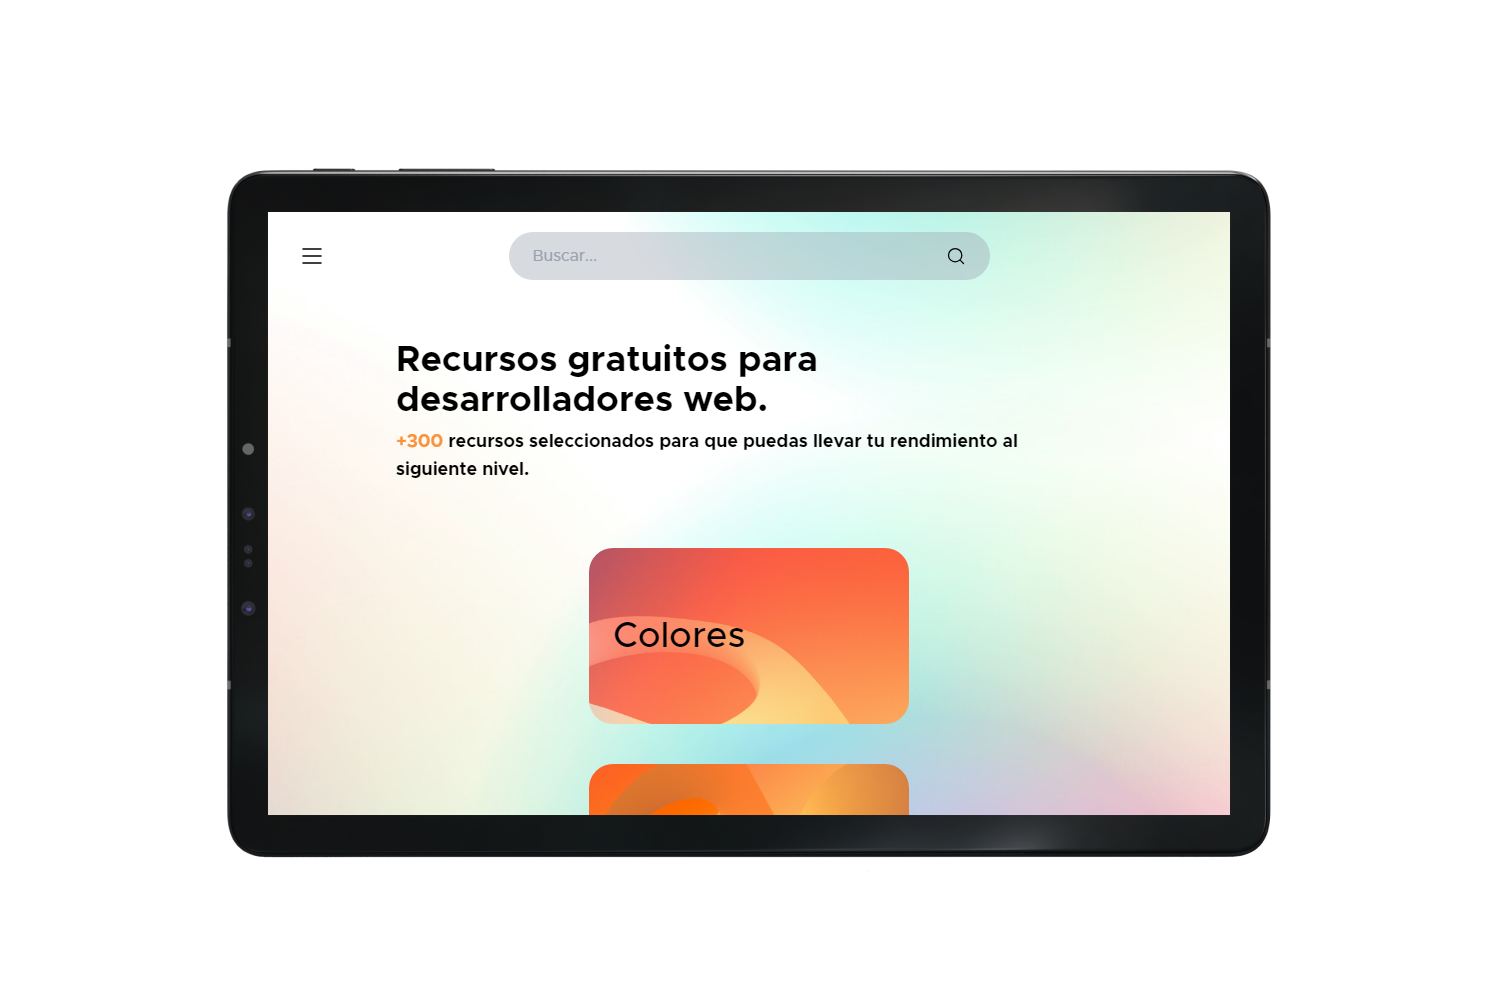 Buscar...
Recursos gratuitos para
desarrolladores web.
+300 recursos seleccionados para que puedas llevar tu rendimiento al
siguiente nivel.
Colores